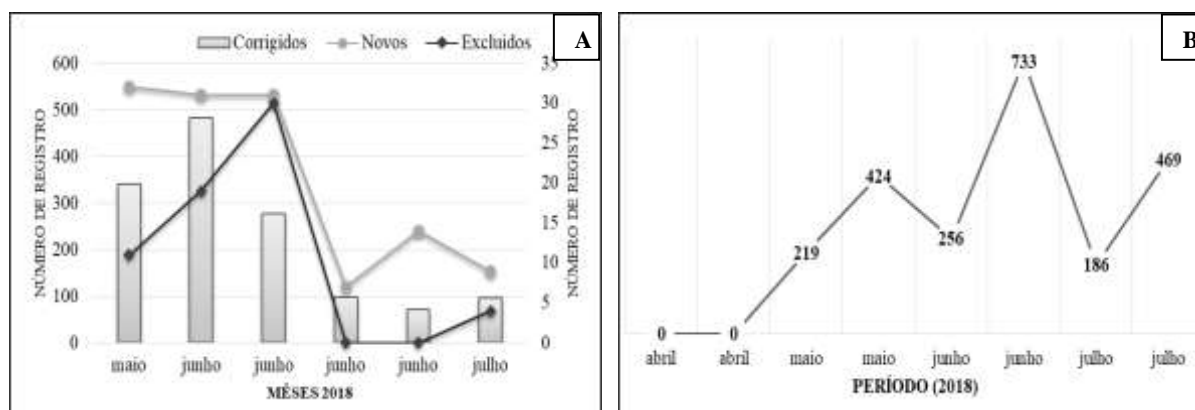 A
Corrigidos Novos Excluidos
600 35
500 30
400 25
300 20
200 15
100 10
0 5
0
NÚMERO DE REGISTRO
NÚMERO DE REGISTRO
maio junho junho junho junho julho
MÊSES 2018
B
733
469
424
256
219
186
0 0
abril abril maio maio junho junho julho julho
PERÍODO (2018)